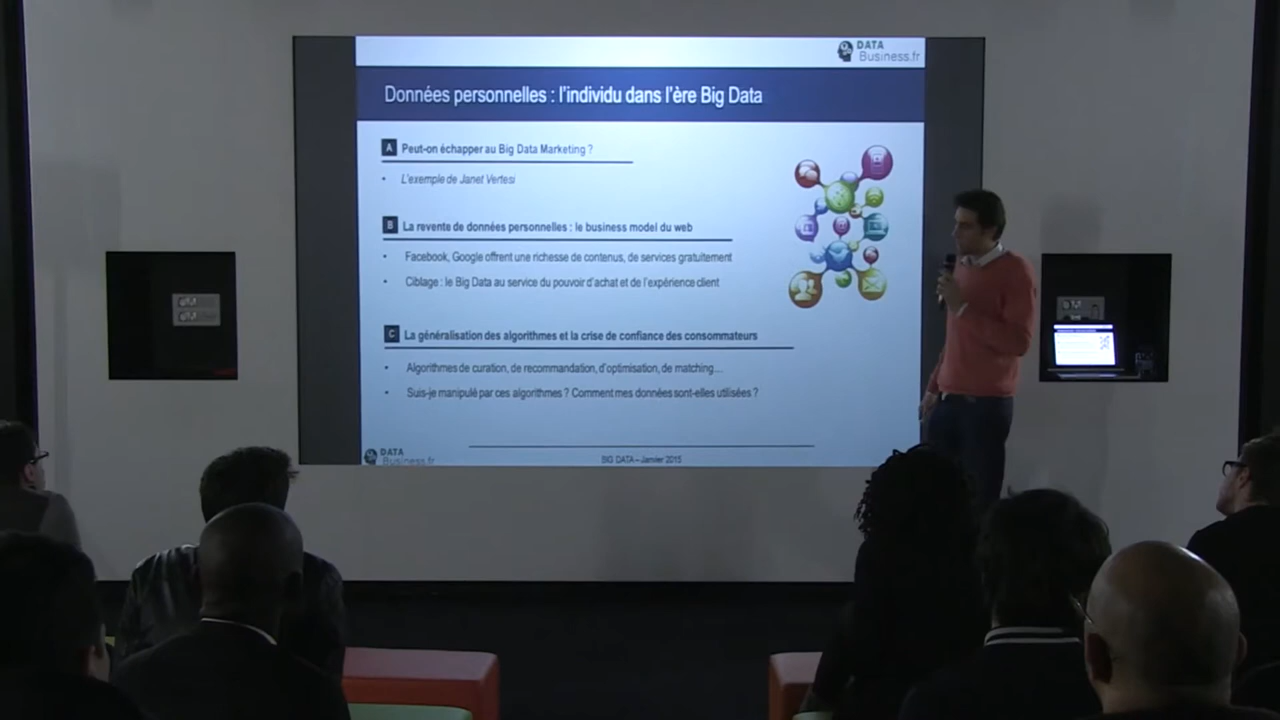 DATA
Business.fr
Données personnelles : l'individu dans l'ère Big Data
A Peut-on échapper au Big Data Marketing ?
• L'exemple de Janet Vertesi
B La revente de données personnelles : le business model du web
• Facebook, Google offrent une richesse de contenus, de services gratuitement
• Ciblage : le Big Data au service du pouvoir d'achat et de l'expérience client
C La généralisation des algorithmes et la crise de confiance des consommateurs
• Algorithmes de curation, de recommandation, d'optimisation, de matching...
• Suis-je manipulé par ces algorithmes ? Comment mes données sont-elles utilisées ?
DATA
Business.fr
BIG DATA – Janvier 2015